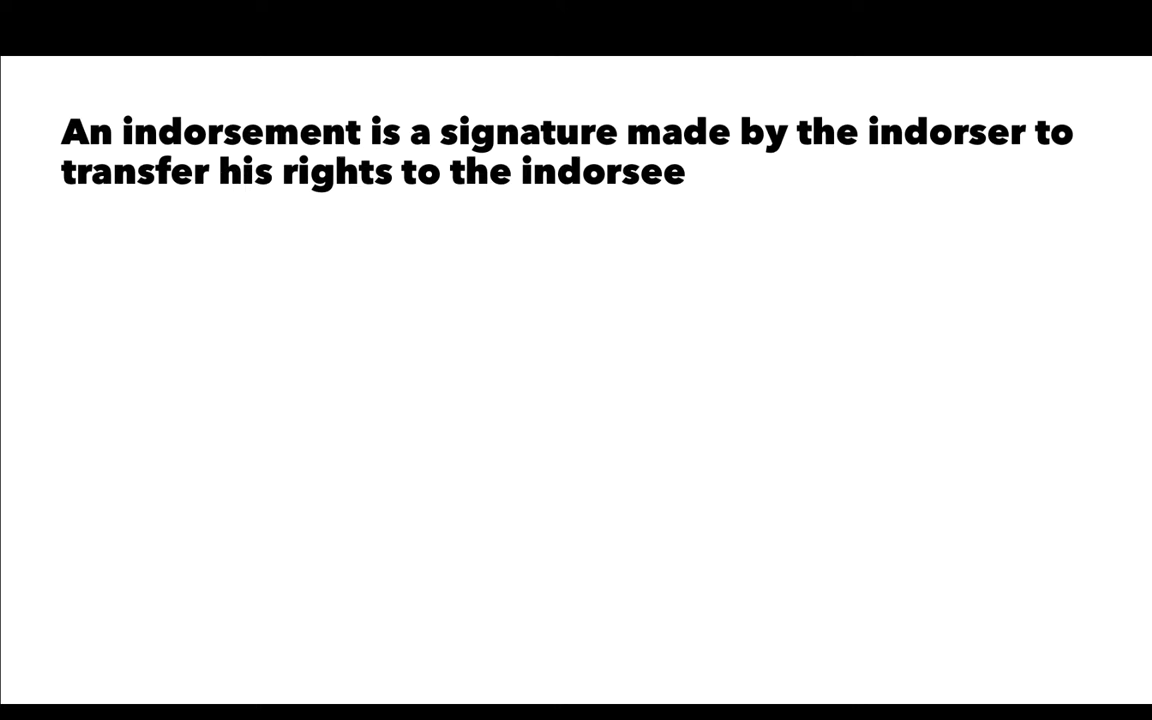 An indorsement is a signature made by the indorser to
transfer his rights to the indorsee